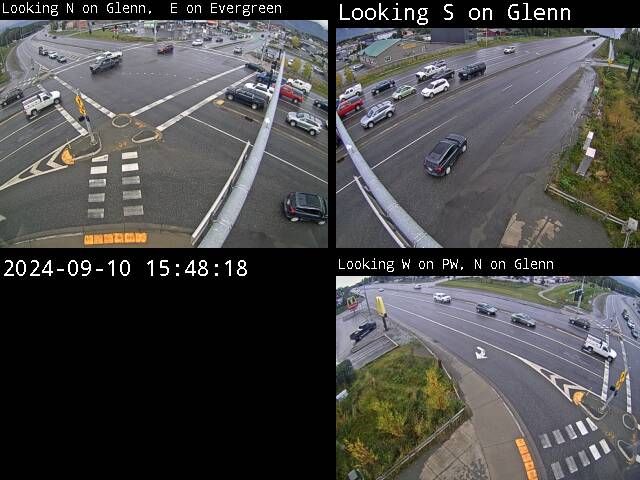 Looking N on Glenn,  E on Evergreen
Looking S on Glenn
2024-09-10 15:48:18
Looking W on PW, N on Glenn